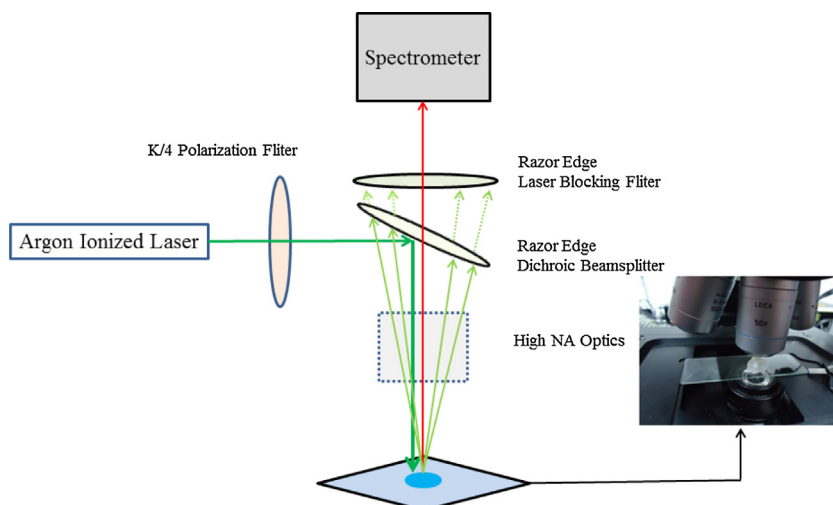 Spectrometer
K/4 Polarization Fliter
Razor Edge
Laser Blocking Fliter
Argon Ionized Laser
Razor Edge
Dichroic Beamsplitter
High NA Optics
LEICA
50X